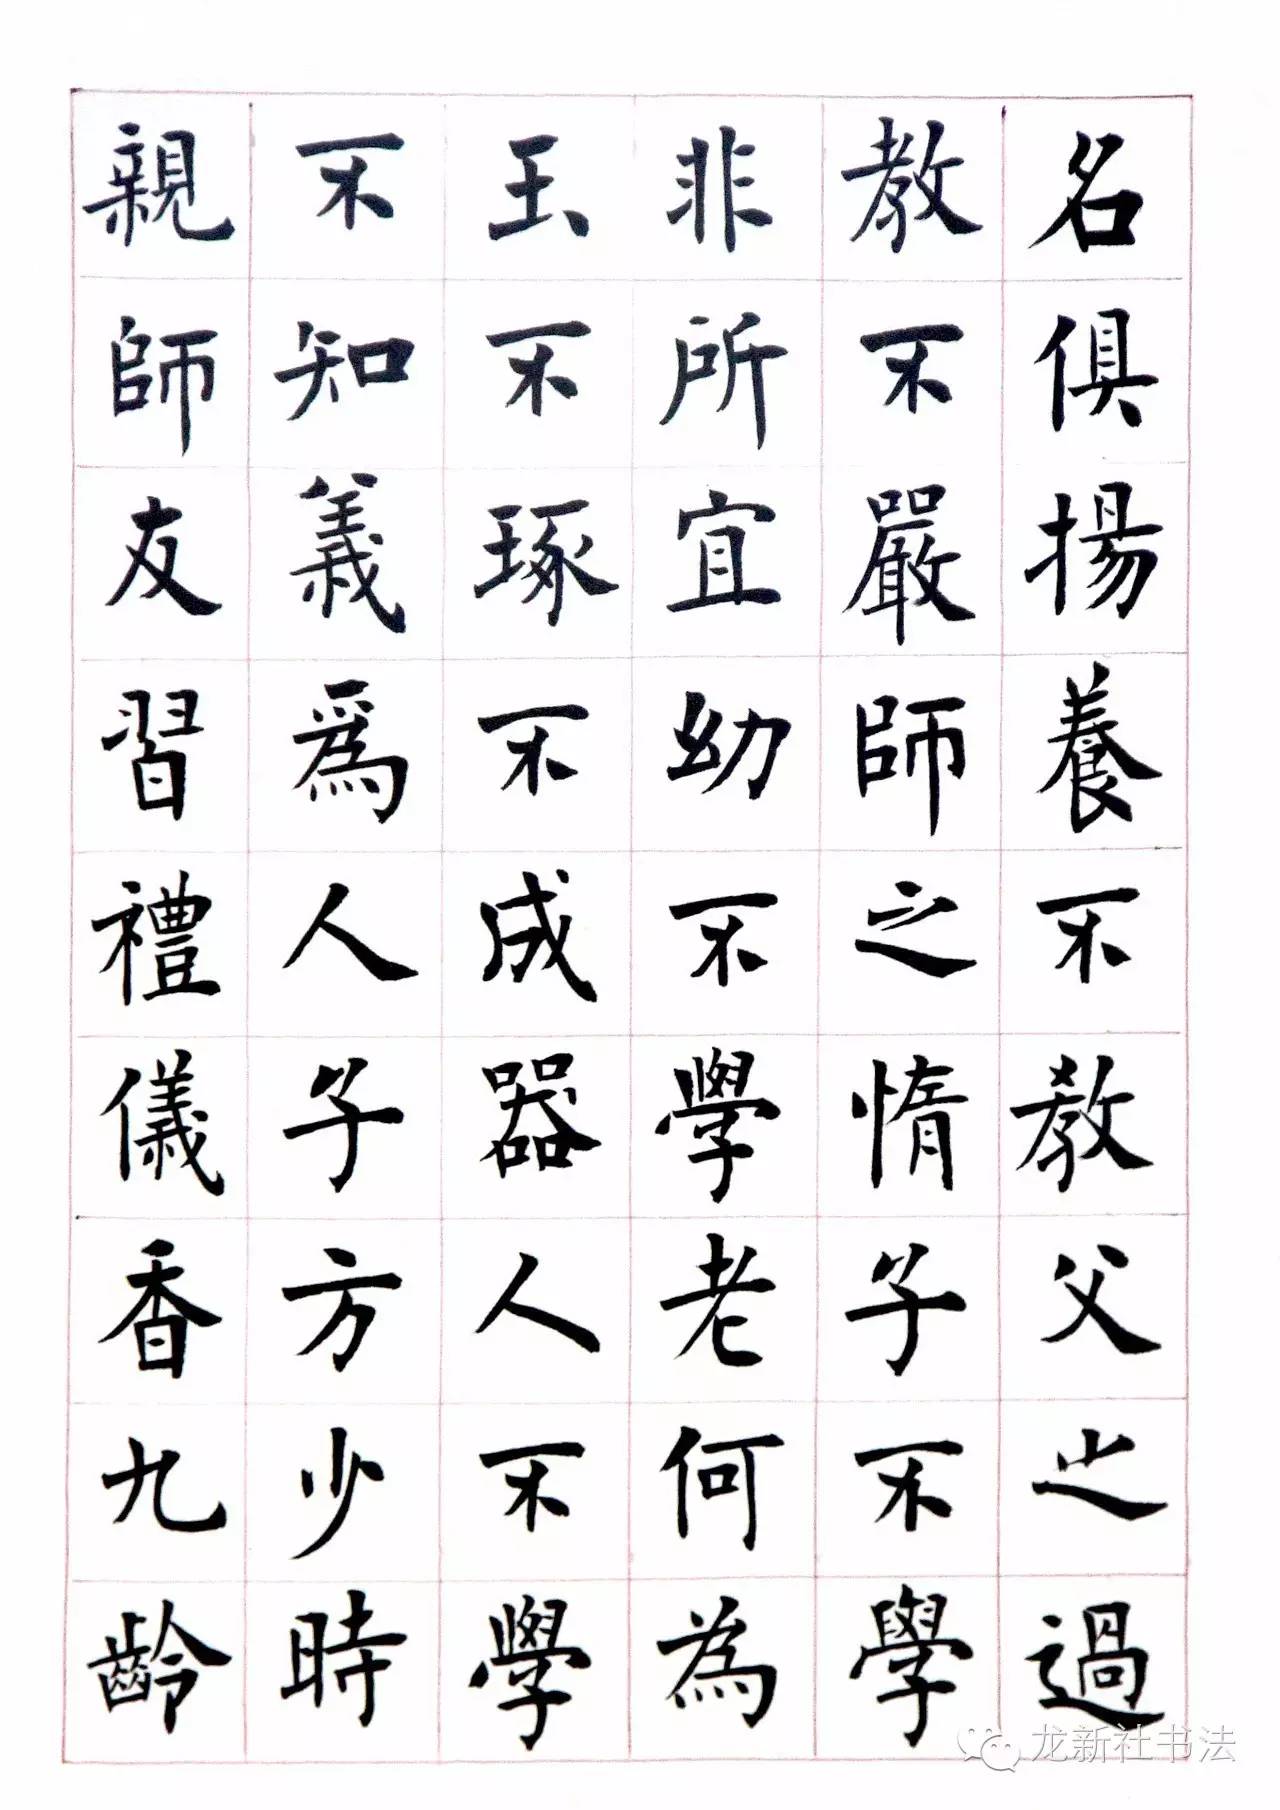 名俱揚養不教父之過
教不嚴師之惰子不學
非所宜幼不學老何為
玉不琢不成器人不學
不知義爲人子方少時
親師友習禮儀香九齡
龙新社书法